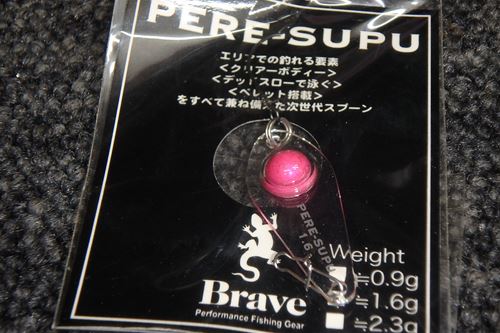 PERE-SUPU
エリアでの釣れる要素
<クリアーボディー>
<デッドスローで泳ぐ>
<ペレット搭載>
をすべて兼ね備えた次世代スプーン
PERE-SUPU
1.6
Weight
≒0.9g
≒1.6g
≒2.3g
Brave
Performance Fishing Gear